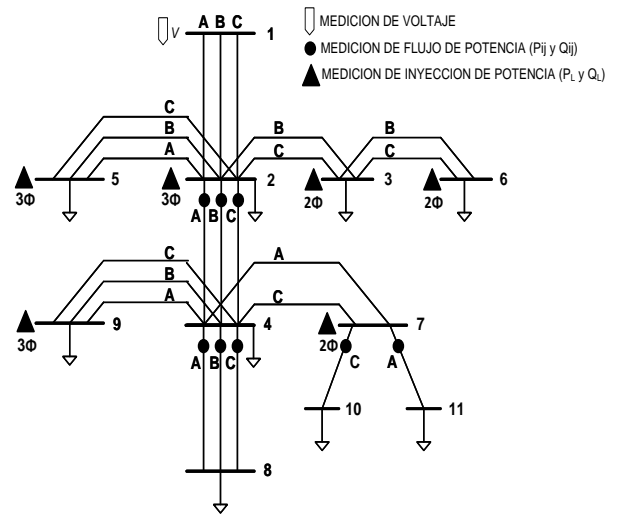 V A B C 1
MEDICION DE VOLTAJE
MEDICION DE FLUJO DE POTENCIA (Pij y Qij)
MEDICION DE INYECCION DE POTENCIA (PL y QL)
C
B B B
A C C
5 2 3 6
3Φ 3Φ 2Φ 2Φ
A B C
C A
B
A C
9 4 7
3Φ 2Φ
A B C C A
10 11
8